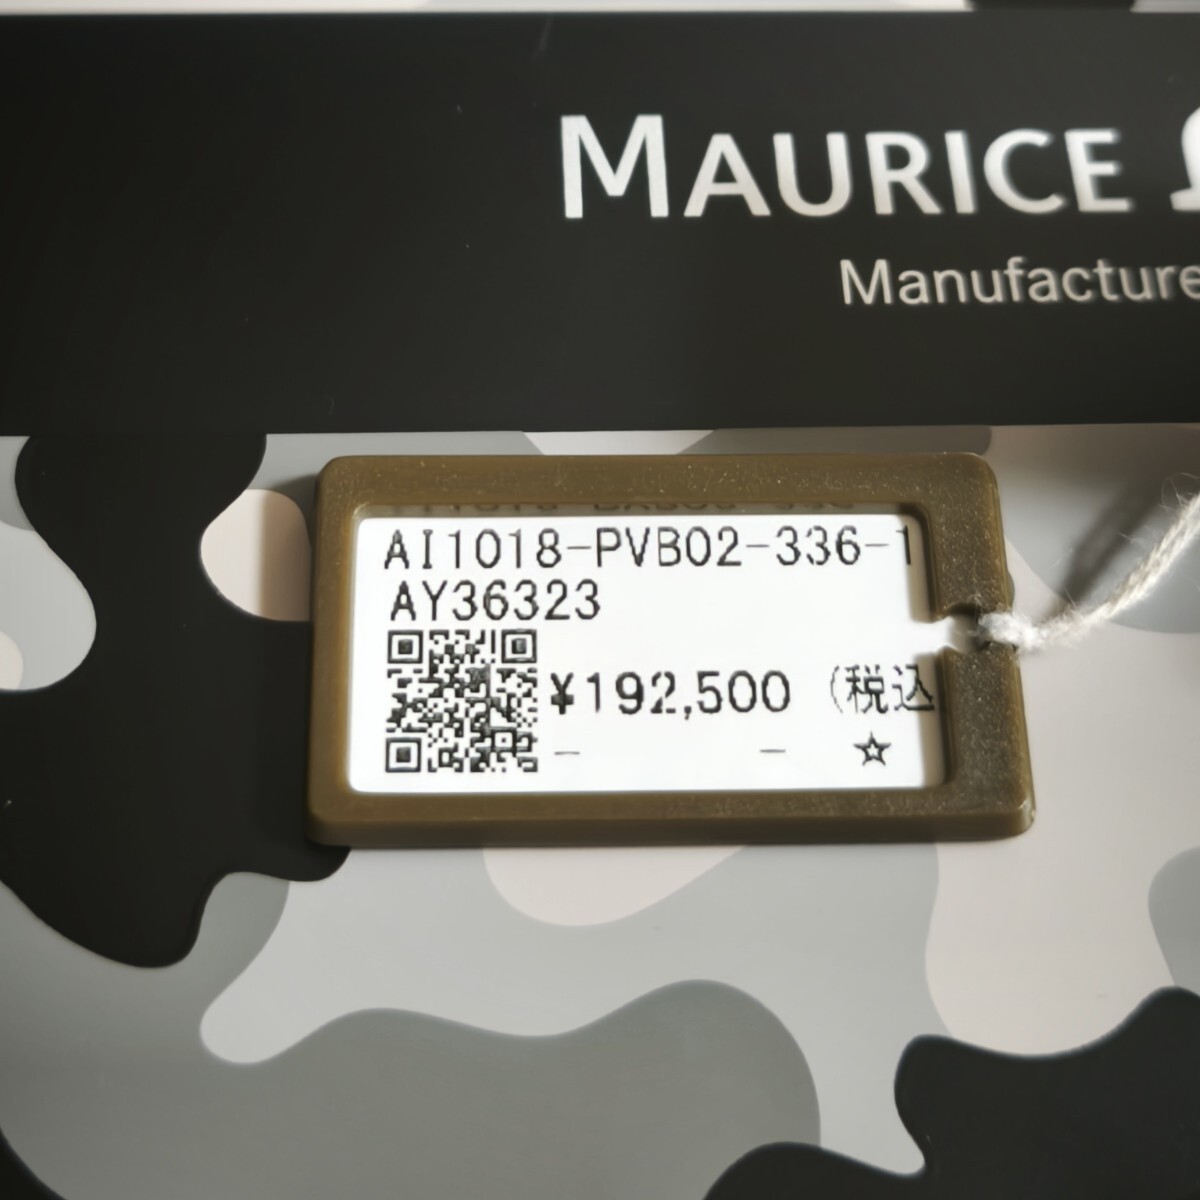 MAURICE
Manufacture
AI1018-PVB02-336-1
AY36323
¥192,500 (税込
- - ☆